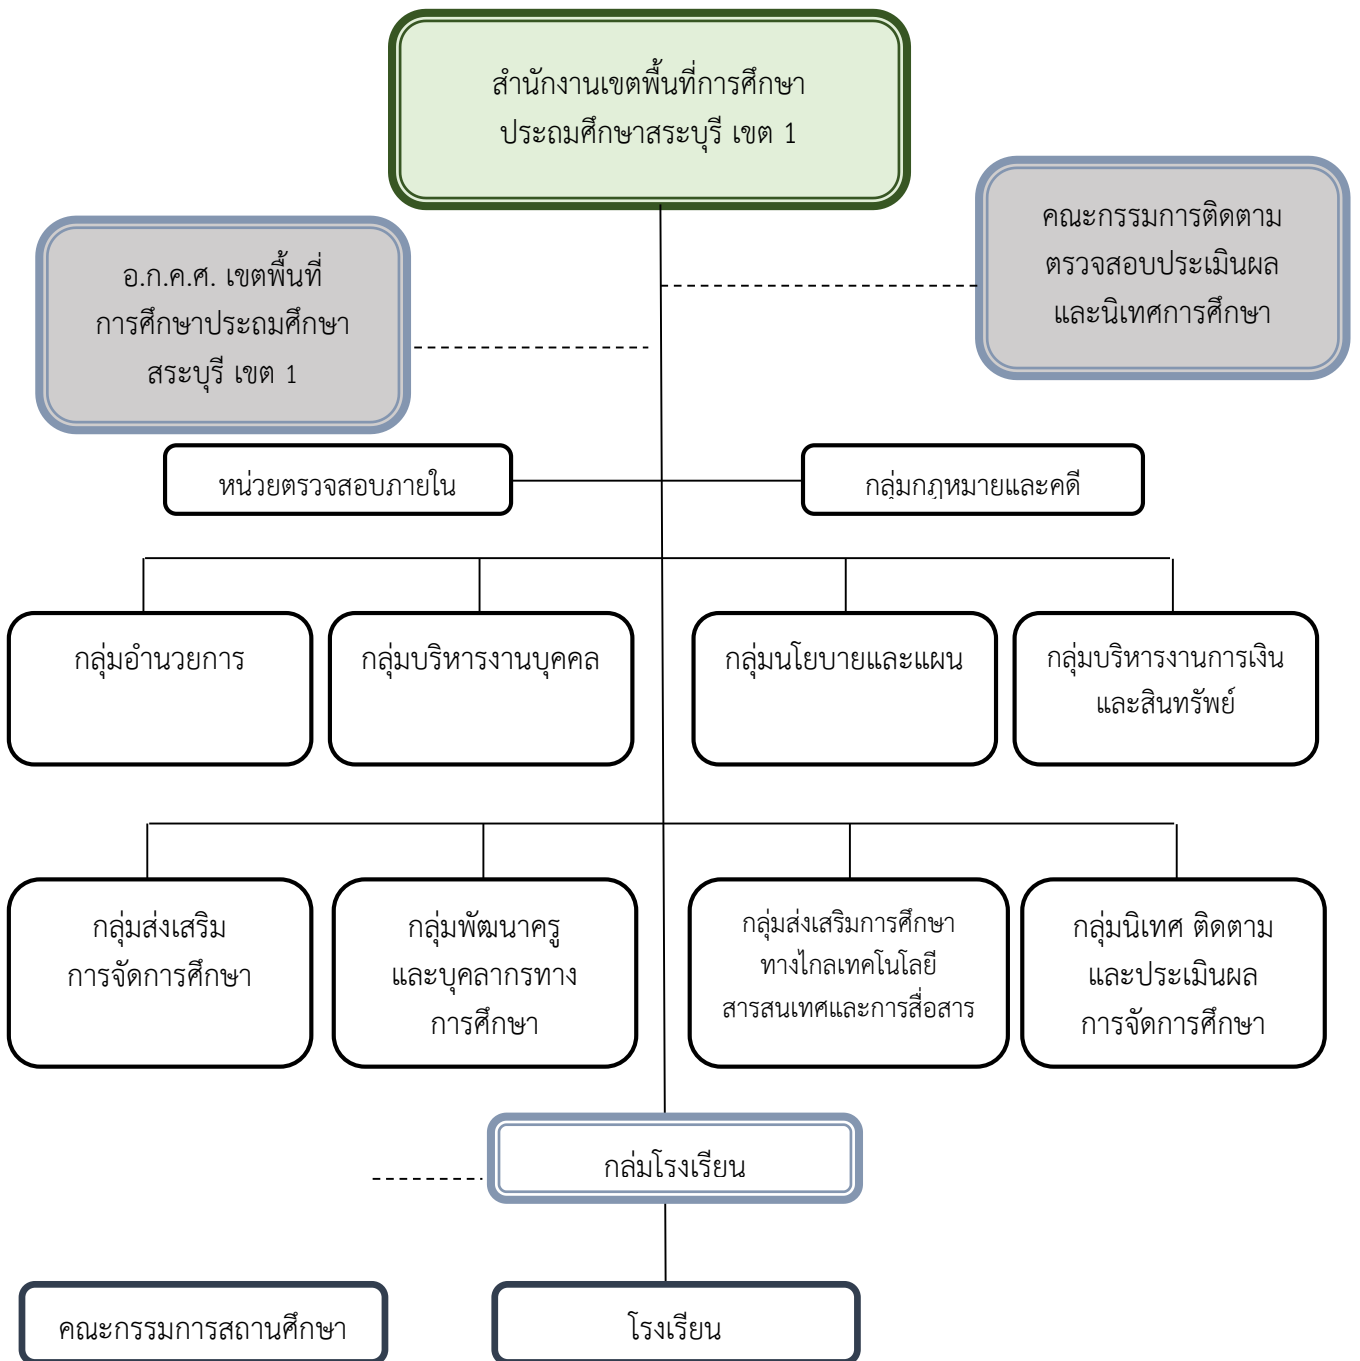 สำนักงานเขตพื้นที่การศึกษา
ประถมศึกษาสระบุรี เขต 1
คณะกรรมการติดตาม
ตรวจสอบประเมินผล
และนิเทศการศึกษา
อ.ก.ค.ศ. เขตพื้นที่
การศึกษาประถมศึกษา
สระบุรี เขต 1
หน่วยตรวจสอบภายใน
กลุ่มกฎหมายและคดี
กลุ่มอำนวยการ
กลุ่มบริหารงานบุคคล
กลุ่มนโยบายและแผน
กลุ่มบริหารงานการเงิน
และสินทรัพย์
กลุ่มส่งเสริม
การจัดการศึกษา
กลุ่มพัฒนาครู
และบุคลากรทาง
การศึกษา
กลุ่มส่งเสริมการศึกษา
ทางไกลเทคโนโลยี
สารสนเทศและการสื่อสาร
กลุ่มนิเทศ ติดตาม
และประเมินผล
การจัดการศึกษา
กลุ่มโรงเรียน
คณะกรรมการสถานศึกษา
โรงเรียน